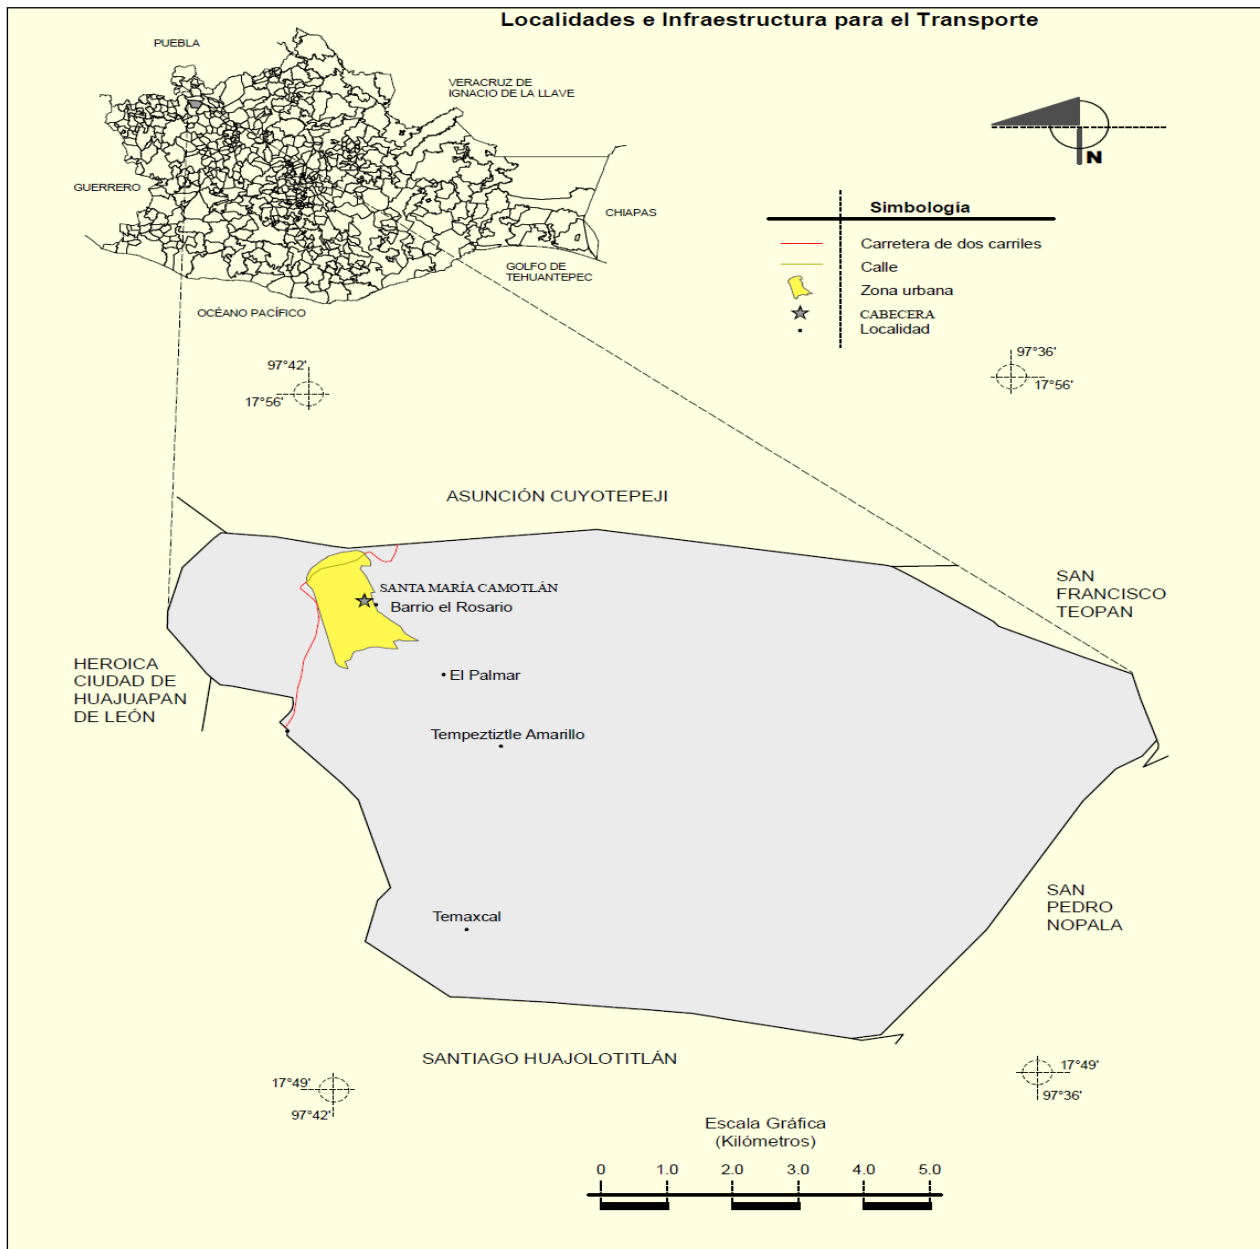 Localidades e Infraestructura para el Transporte
PUEBLA
VERACRUZ DE
IGNACIO DE LA LLAVE
GUERRERO
CHIAPAS
GOLFO DE
TEHUANTEPEC
OCÉANO PACÍFICO
N
Simbología
Carretera de dos carriles
Calle
Zona urbana
CABECERA
Localidad
97°42'
17°56'
97°36'
17°56'
ASUNCIÓN CUYOTEPEJI
SAN
FRANCISCO
TEOPAN
SANTA MARÍA CAMOTLÁN
Barrio el Rosario
HEROICA
CIUDAD DE
HUAJUAPAN
DE LEÓN
El Palmar
Tempeztiztle Amarillo
SAN
PEDRO
NOPALA
Temaxcal
SANTIAGO HUAJOLOTITLÁN
17°49'
97°42'
17°49'
97°36'
Escala Gráfica
(Kilómetros)
0 1.0 2.0 3.0 4.0 5.0